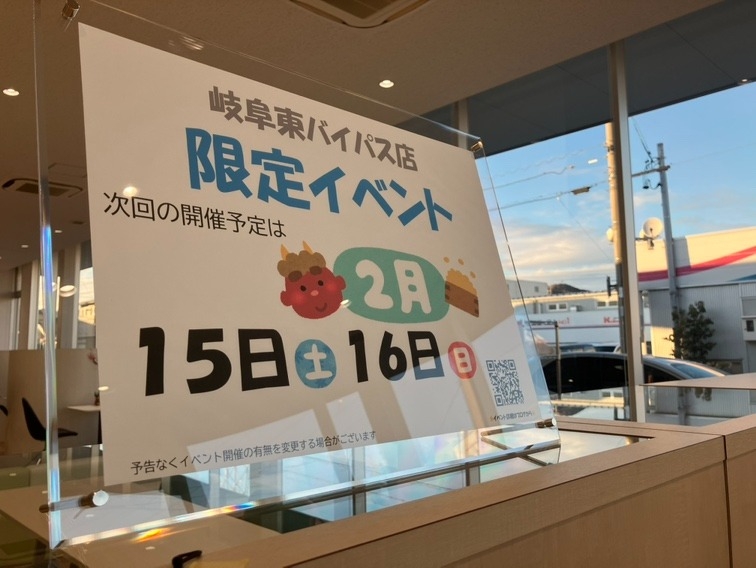 岐阜東バイパス店
限定イベント
次回の開催予定は
2月
15日土16日日
予告なくイベント開催の有無を変更する場合がございます